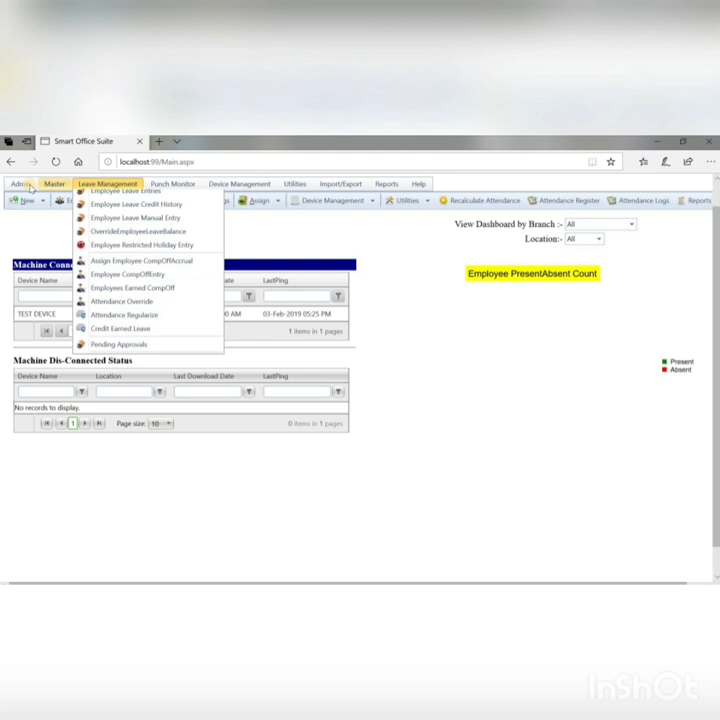 Smart Office Suite
localhost:99/Main.aspx
Admin Master Leave Management Punch Monitor Device Management Utilities Import/Export Reports Help
New Assign Device Management Utilities Recalculate Attendance Attendance Register Attendance Logs Reports
Employee Leave Entries
Employee Leave Credit History
Employee Leave Manual Entry
OverrideEmployeeLeaveBalance
Employee Restricted Holiday Entry
Assign Employee CompOffAccrual
Employee CompOffEntry
Employees Earned CompOff
Attendance Override
Attendance Regularize
Credit Earned Leave
Pending Approvals
View Dashboard by Branch :- All
Location:- All
Employee PresentAbsent Count
Machine
Device Name LastPing
TEST DEVICE 03-Feb-2019 05:25 PM
1 items in 1 pages
Machine Dis-Connected Status
Device Name Location Last Download Date LastPing
No records to display.
1 Page size: 10 0 items in 1 pages
Present
Absent
InShOt